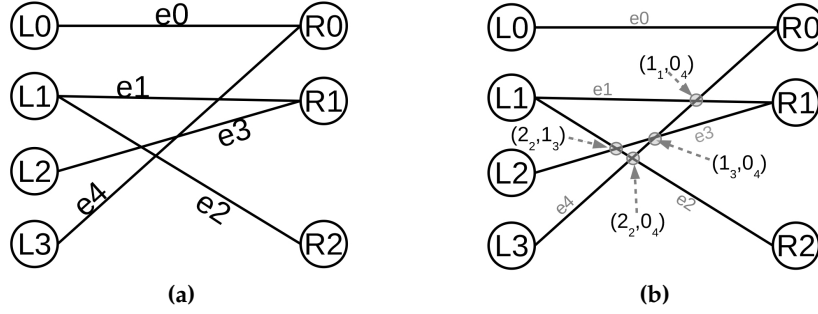 L0 e0 R0
L1 e1 R1
L2 e3
L3 e4 e2 R2
(a)
L0 e0 R0
(1₁,0₄)
L1 e1 R1
(2₂,1₃) e3
L2 (1₃,0₄)
e4 e2
(2₂,0₄)
L3 R2
(b)